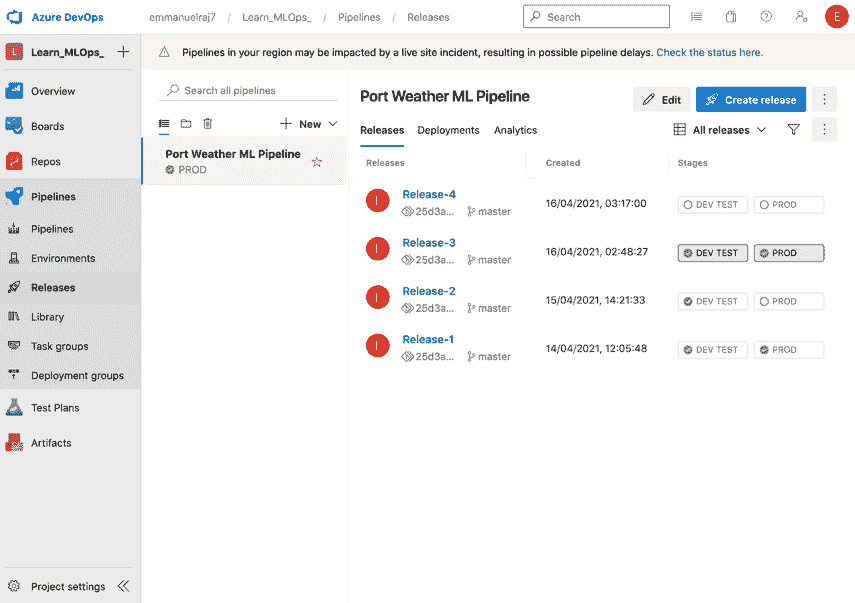 Azure DevOps
emmanuelraj7 / Learn_MLOps_ / Pipelines / Releases
Search
E
L
Learn_MLOps_
Overview
Boards
Repos
Pipelines
Pipelines
Environments
Releases
Library
Task groups
Deployment groups
Test Plans
Artifacts
Project settings
Pipelines in your region may be impacted by a live site incident, resulting in possible pipeline delays. Check the status here.
Search all pipelines
New
Port Weather ML Pipeline
PROD
Port Weather ML Pipeline
Edit
Create release
Releases Deployments Analytics
All releases
Releases Created Stages
I
Release-4
25d3a... master
16/04/2021, 03:17:00
DEV TEST PROD
I
Release-3
25d3a... master
16/04/2021, 02:48:27
DEV TEST PROD
I
Release-2
25d3a... master
15/04/2021, 14:21:33
DEV TEST PROD
I
Release-1
25d3a... master
14/04/2021, 12:05:48
DEV TEST PROD